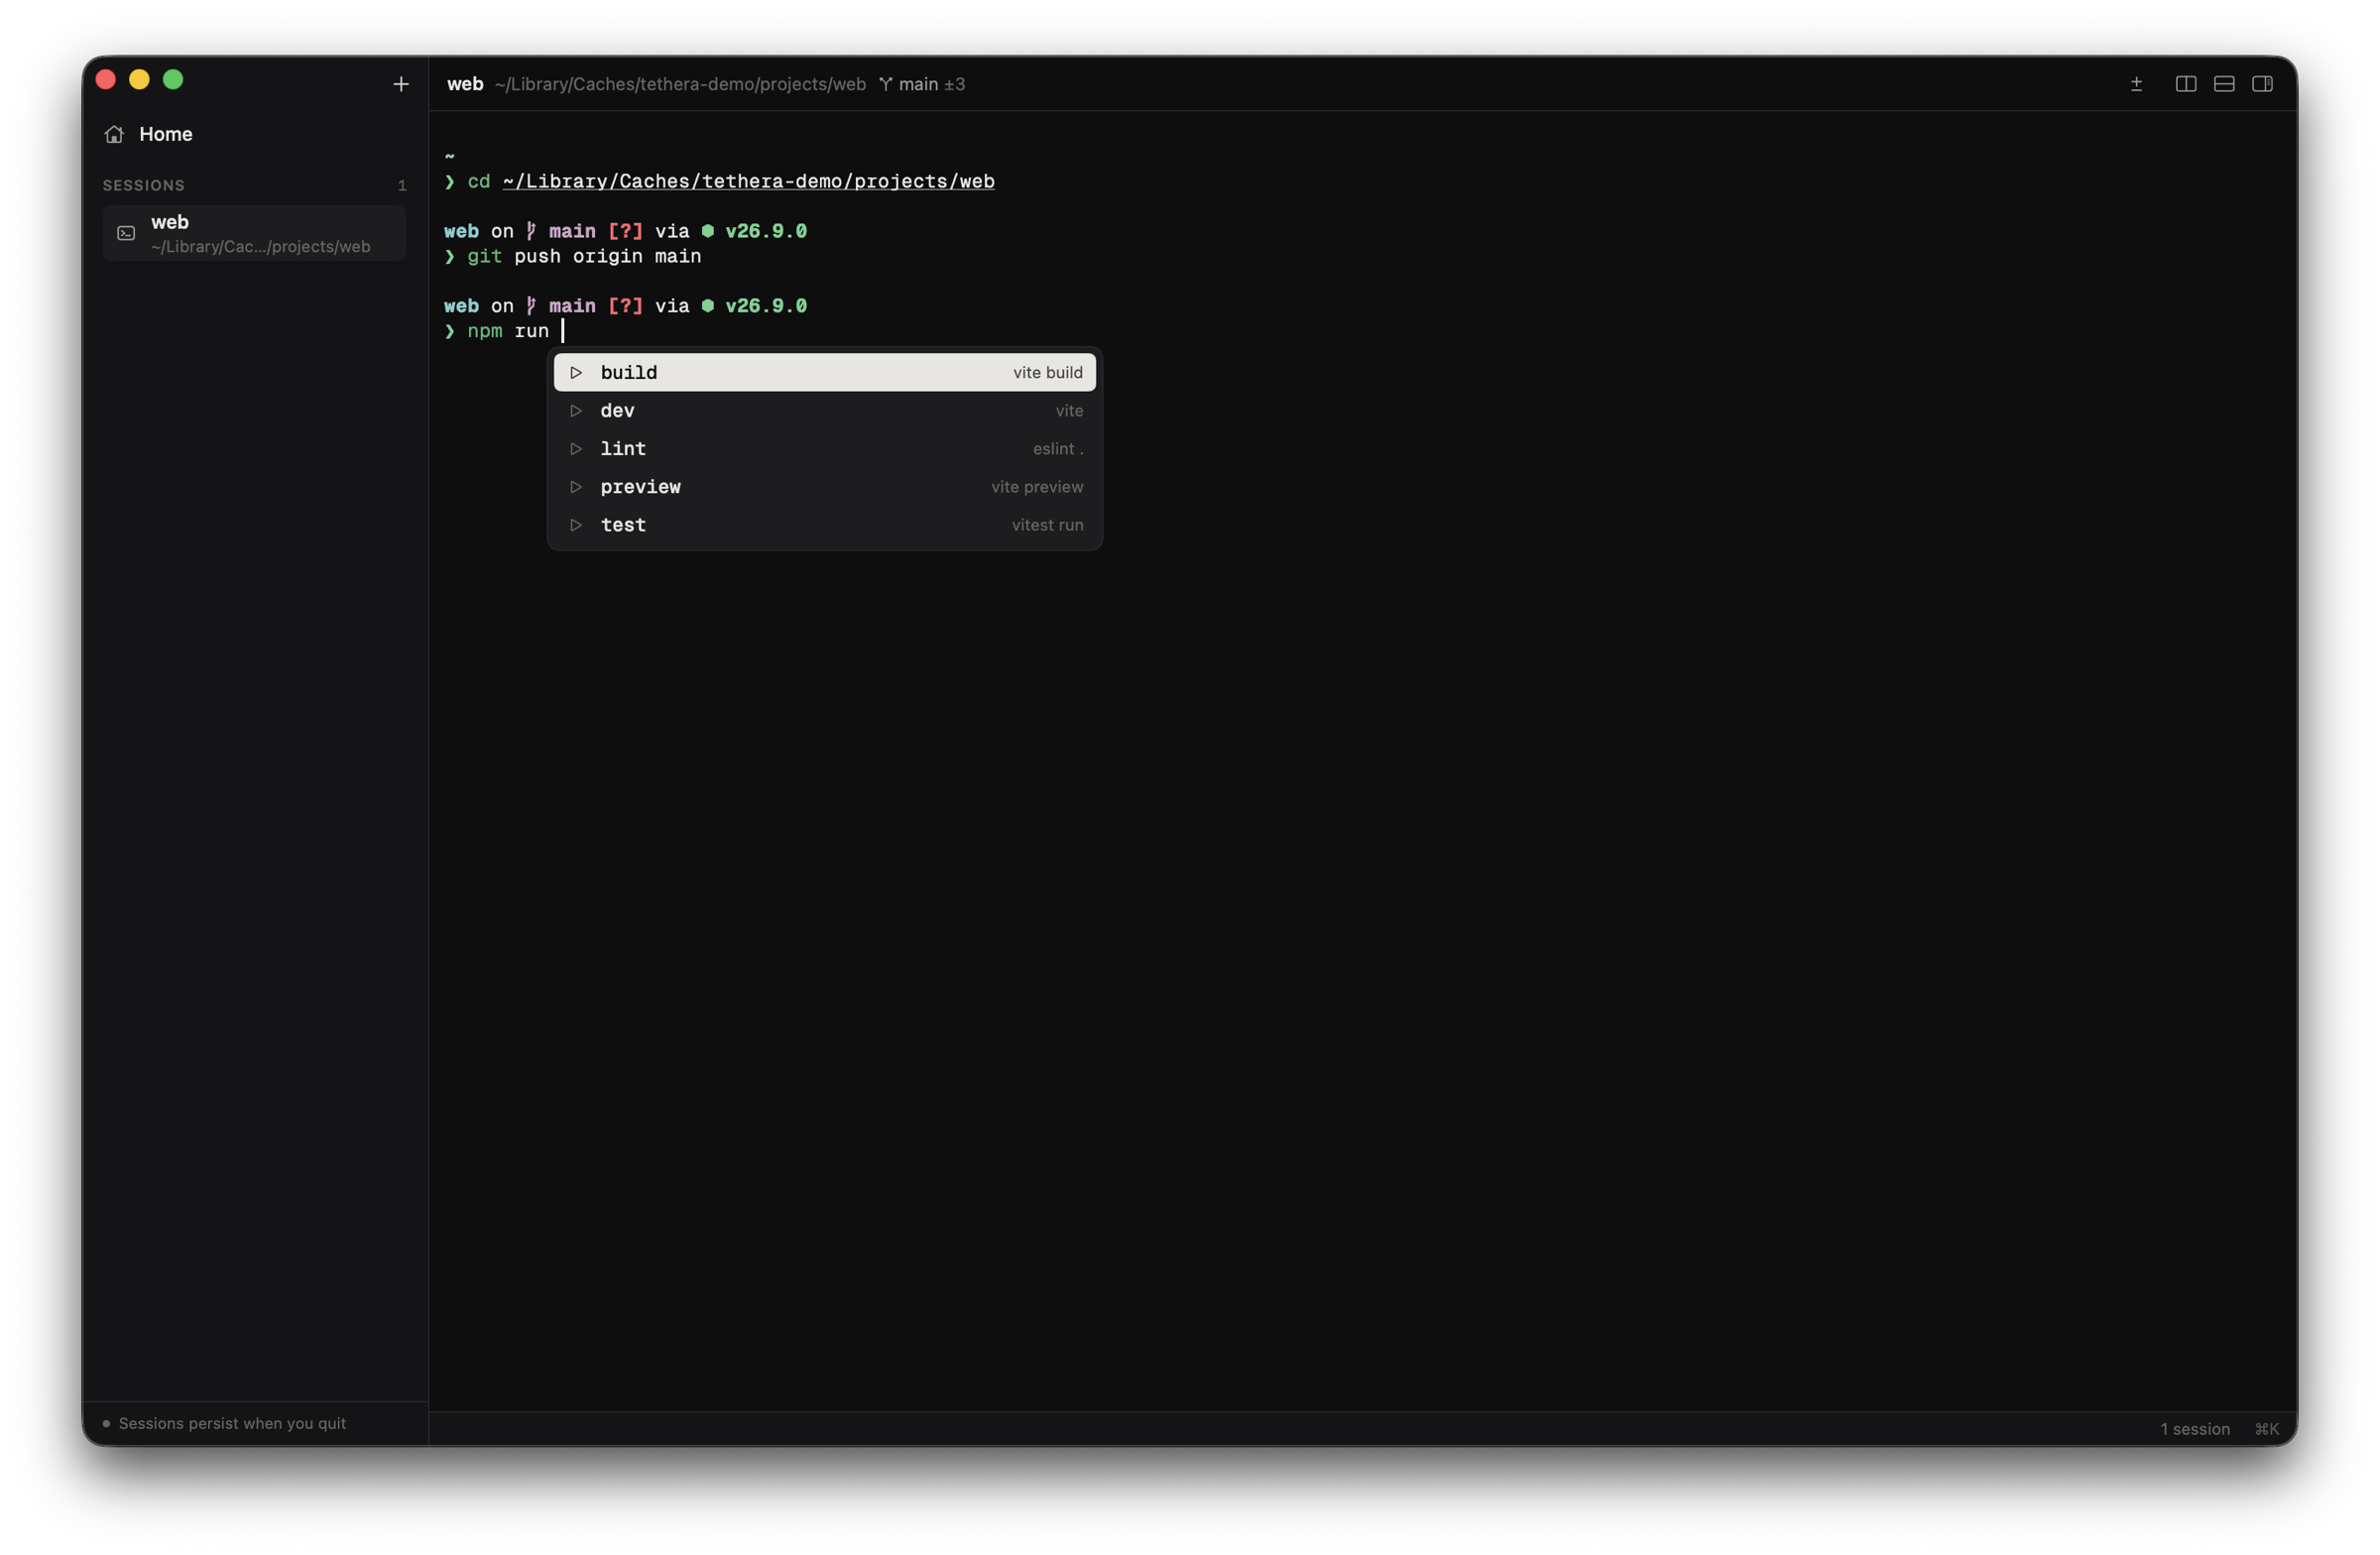 Home
SESSIONS 1
web
~/Library/Cac.../projects/web
Sessions persist when you quit
web ~/Library/Caches/tethera-demo/projects/web main ±3
~
❯ cd ~/Library/Caches/tethera-demo/projects/web
web on main [?] via ⬢ v26.9.0
❯ git push origin main
web on main [?] via ⬢ v26.9.0
❯ npm run
build vite build
dev vite
lint eslint .
preview vite preview
test vitest run
1 session ⌘K